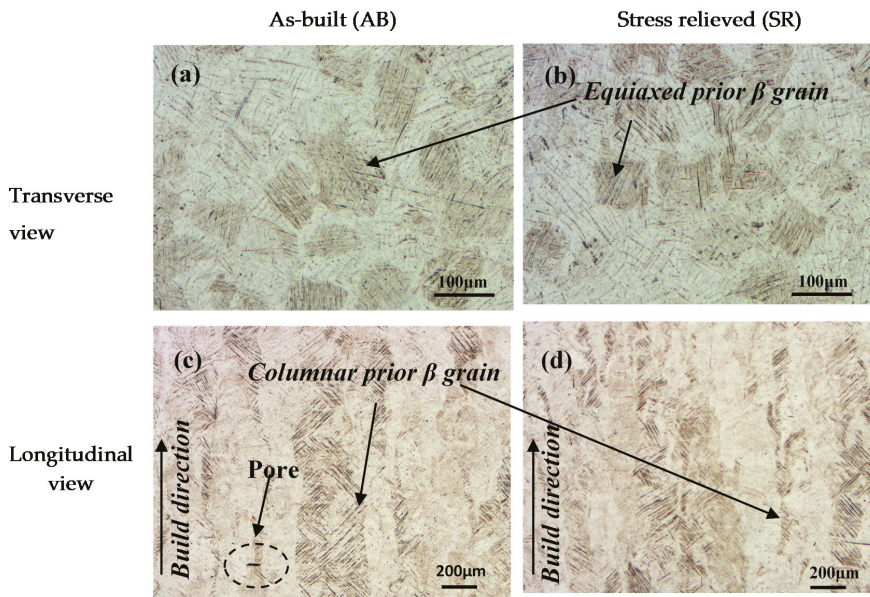 As-built (AB)
Stress relieved (SR)
Transverse
view
(a)
(b)
Equiaxed prior β grain
100μm
100μm
Longitudinal
view
(c)
(d)
Columnar prior β grain
Build direction
Pore
200μm
Build direction
200μm